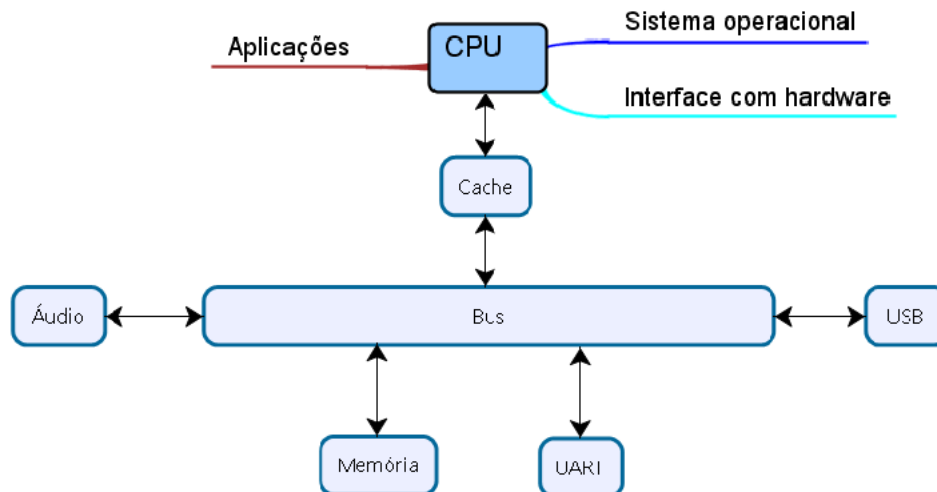 Sistema operacional
Aplicações
CPU
Interface com hardware
Cache
Áudio
Bus
USB
Memória
UART